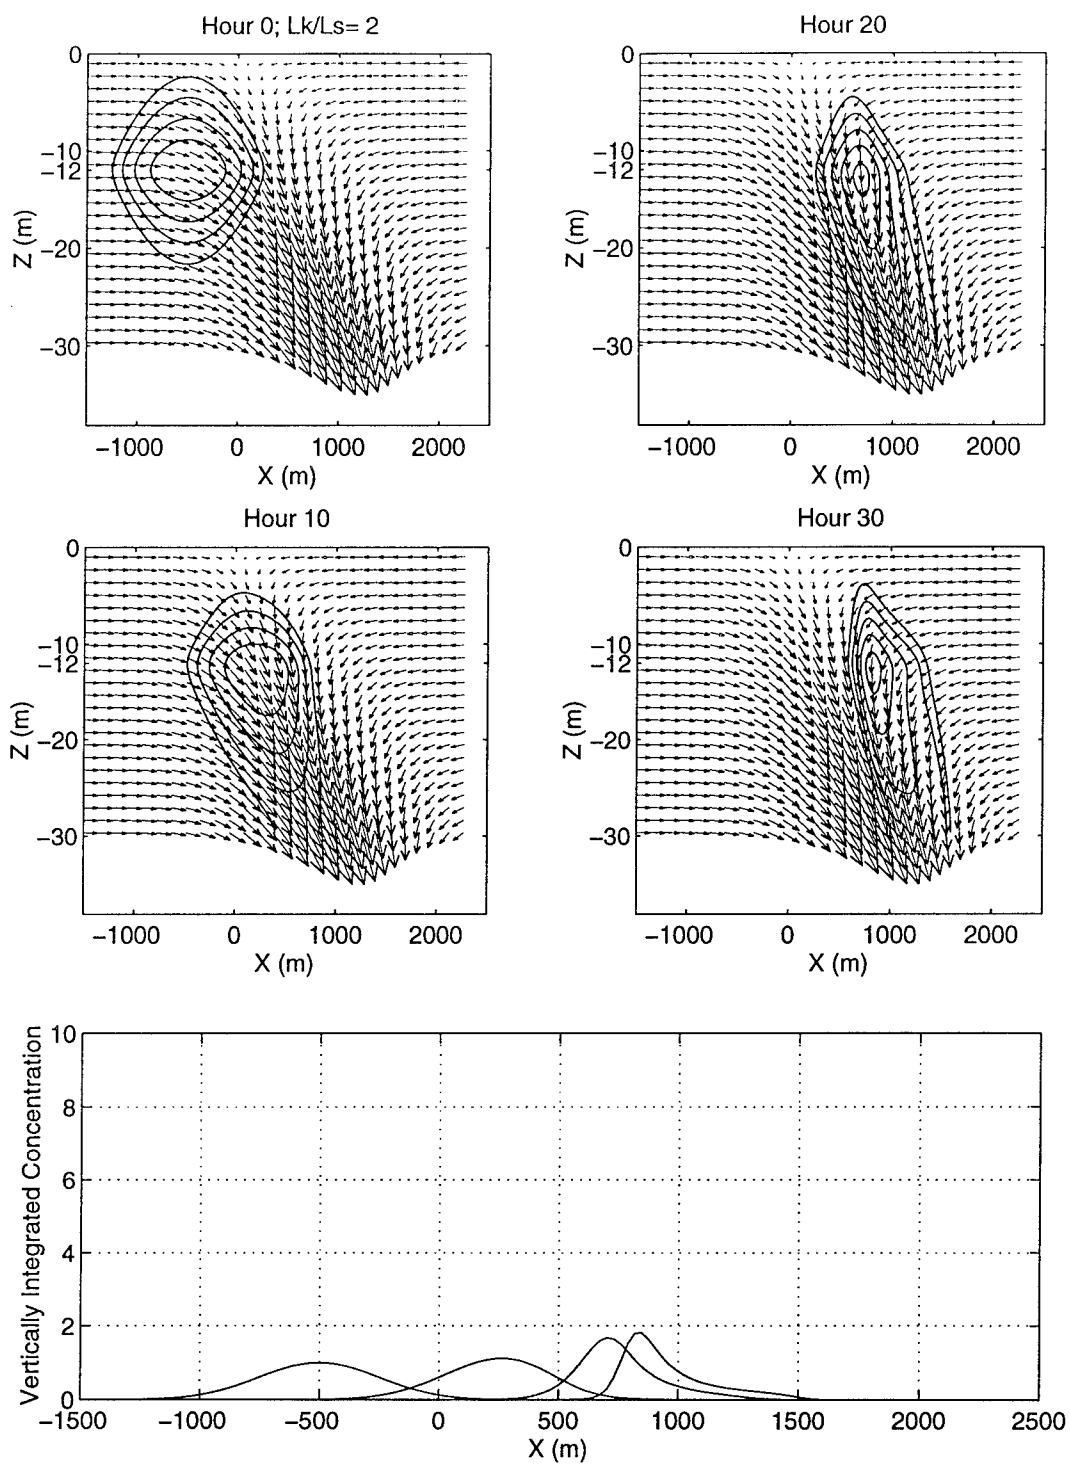 Hour 0; Lk/Ls= 2
0
−10
−12
−20
−30
Z (m)
−1000 0 1000 2000
X (m)
Hour 20
0
−10
−12
−20
−30
Z (m)
−1000 0 1000 2000
X (m)
Hour 10
0
−10
−12
−20
−30
Z (m)
−1000 0 1000 2000
X (m)
Hour 30
0
−10
−12
−20
−30
Z (m)
−1000 0 1000 2000
X (m)
Vertically Integrated Concentration
10
8
6
4
2
0
−1500 −1000 −500 0 500 1000 1500 2000 2500
X (m)